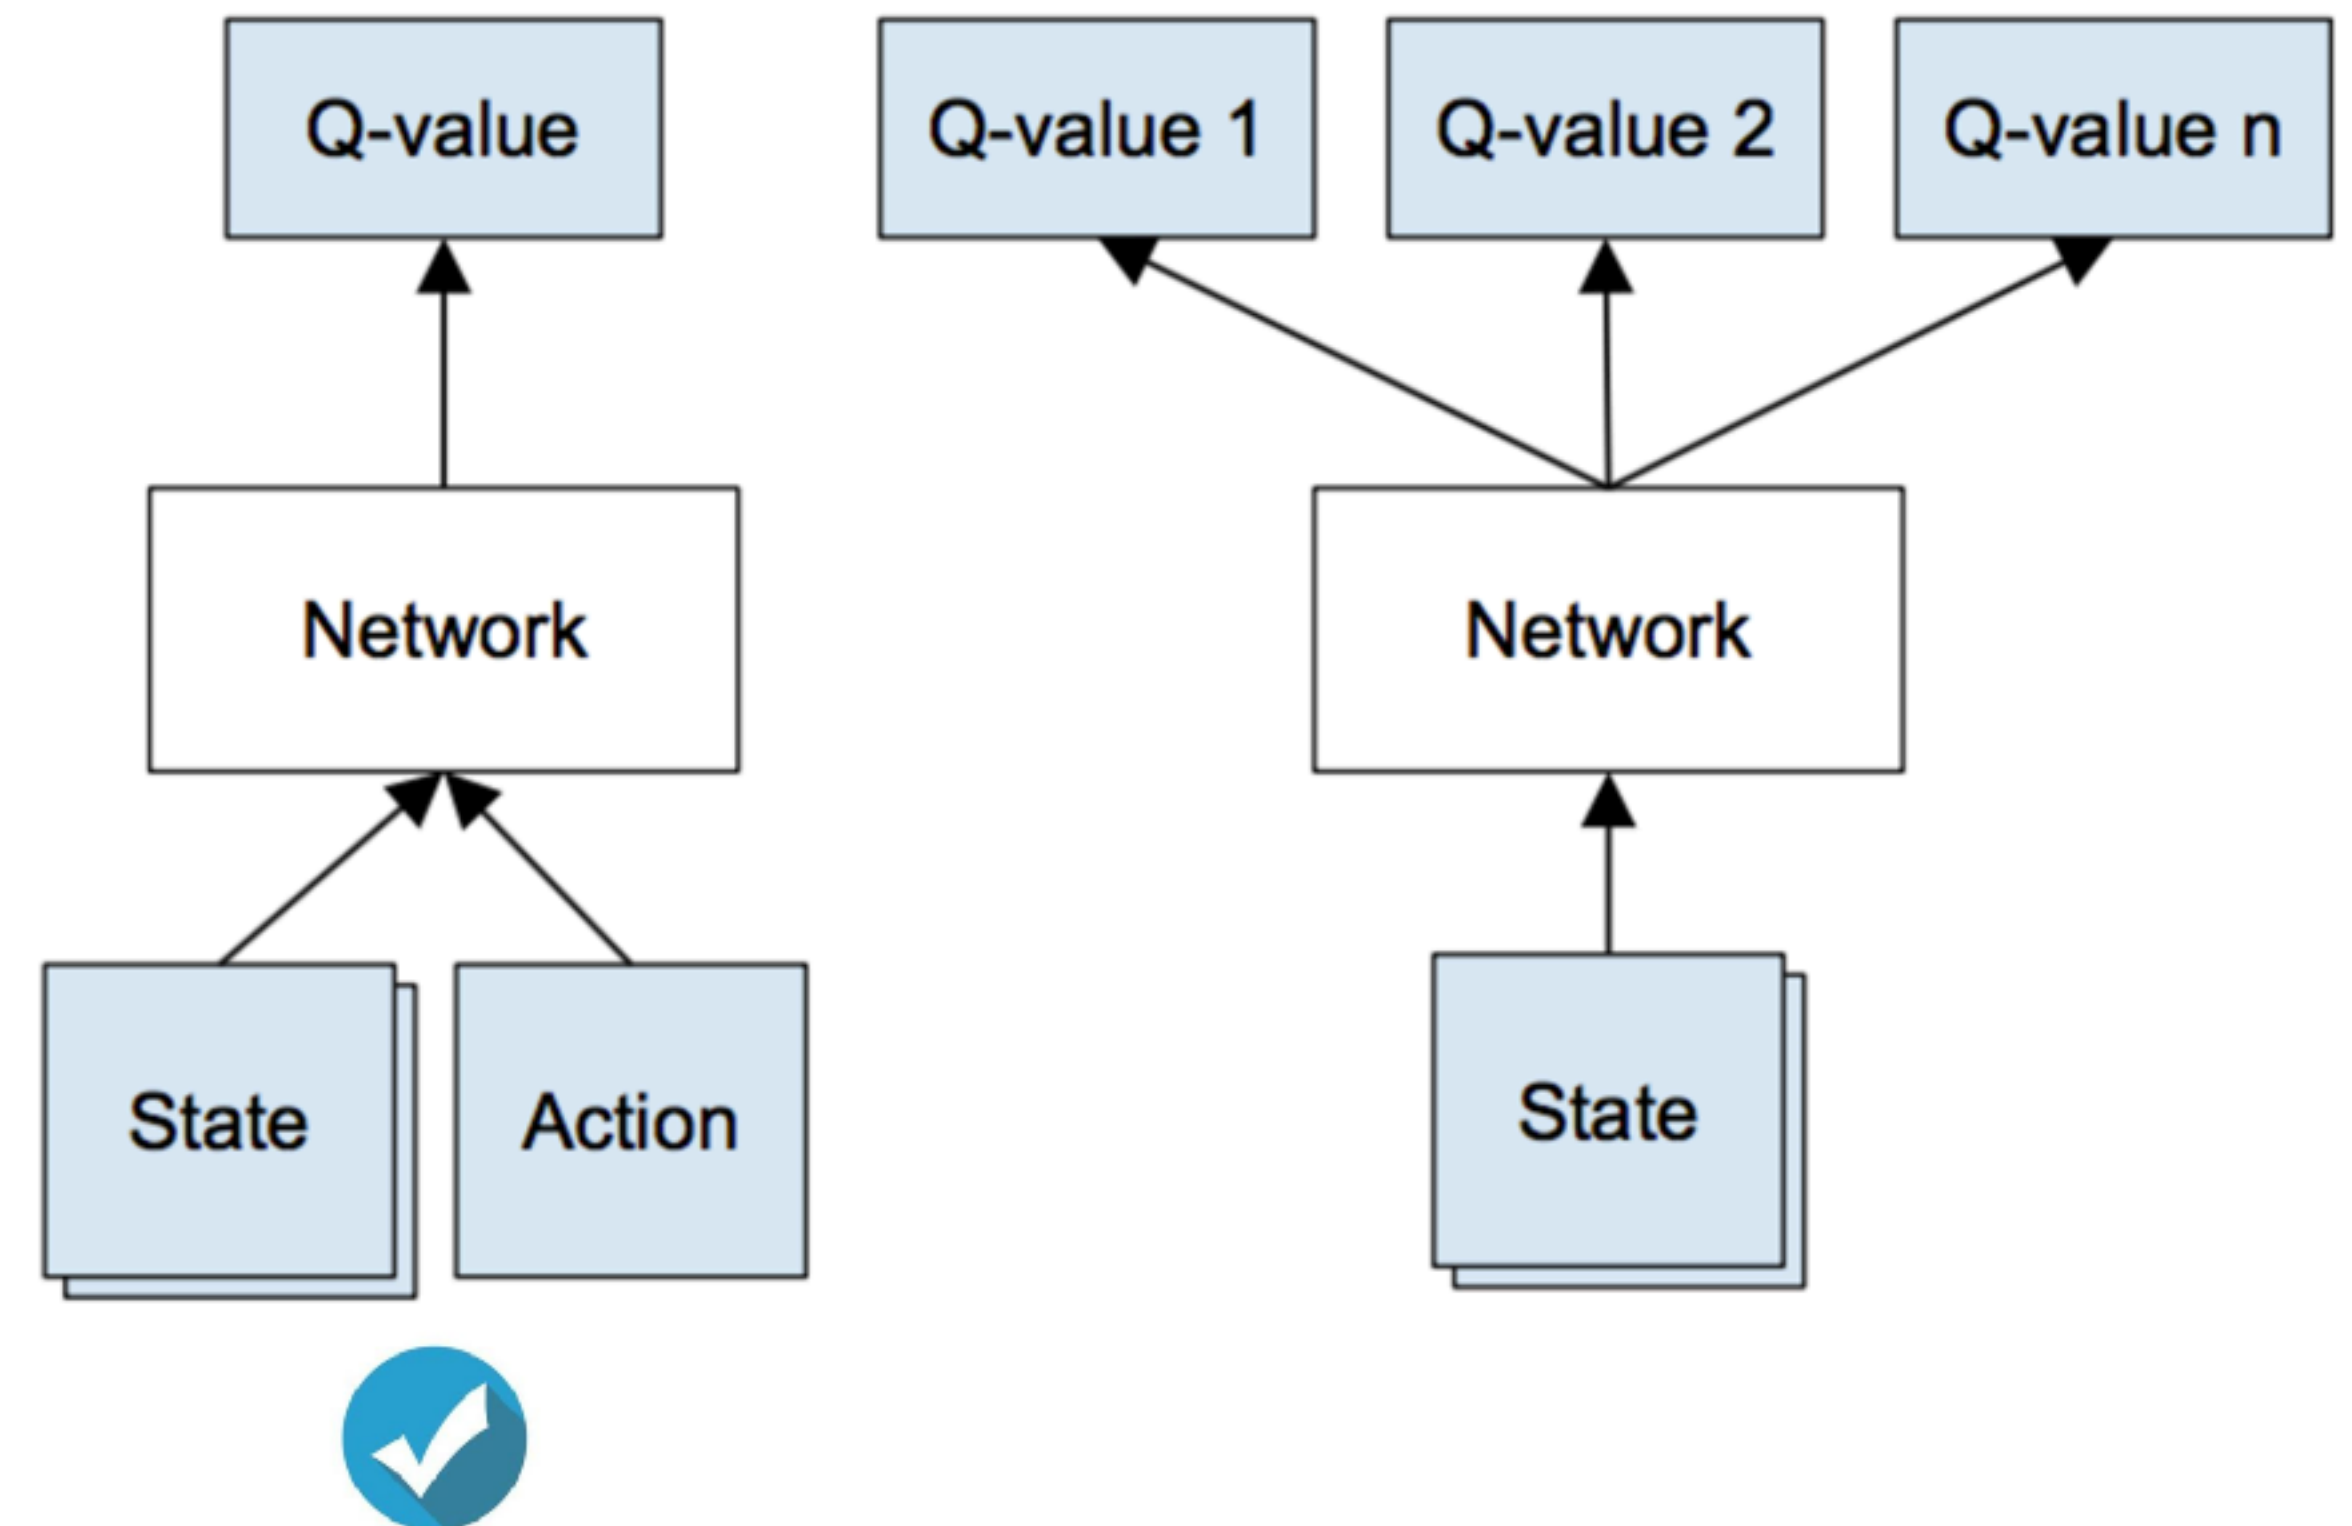 Q-value
Q-value 1
Q-value 2
Q-value n
Network
Network
State
Action
State